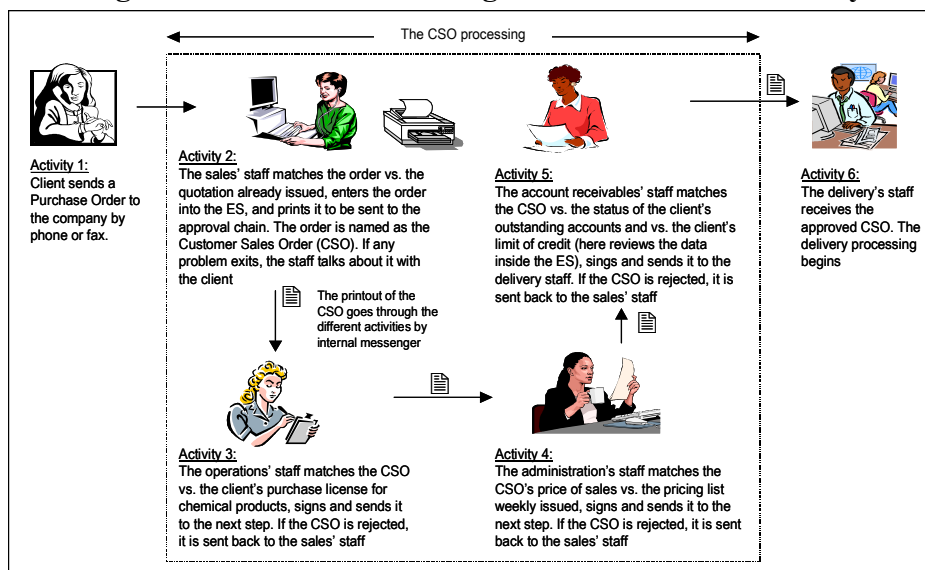 The CSO processing
Activity 1:
Client sends a
Purchase Order to
the company by
phone or fax.
Activity 2:
The sales' staff matches the order vs. the
quotation already issued, enters the order
into the ES, and prints it to be sent to the
approval chain. The order is named as the
Customer Sales Order (CSO). If any
problem exits, the staff talks about it with
the client
The printout of the
CSO goes through the
different activities by
internal messenger
Activity 3:
The operations' staff matches the CSO
vs. the client's purchase license for
chemical products, signs and sends it
to the next step. If the CSO is rejected,
it is sent back to the sales' staff
Activity 4:
The administration's staff matches the
CSO's price of sales vs. the pricing list
weekly issued, signs and sends it to the
next step. If the CSO is rejected, it is sent
back to the sales' staff
Activity 5:
The account receivables' staff matches
the CSO vs. the status of the client's
outstanding accounts and vs. the client's
limit of credit (here reviews the data
inside the ES), sings and sends it to the
delivery staff. If the CSO is rejected, it is
sent back to the sales' staff
Activity 6:
The delivery's staff
receives the
approved CSO. The
delivery processing
begins